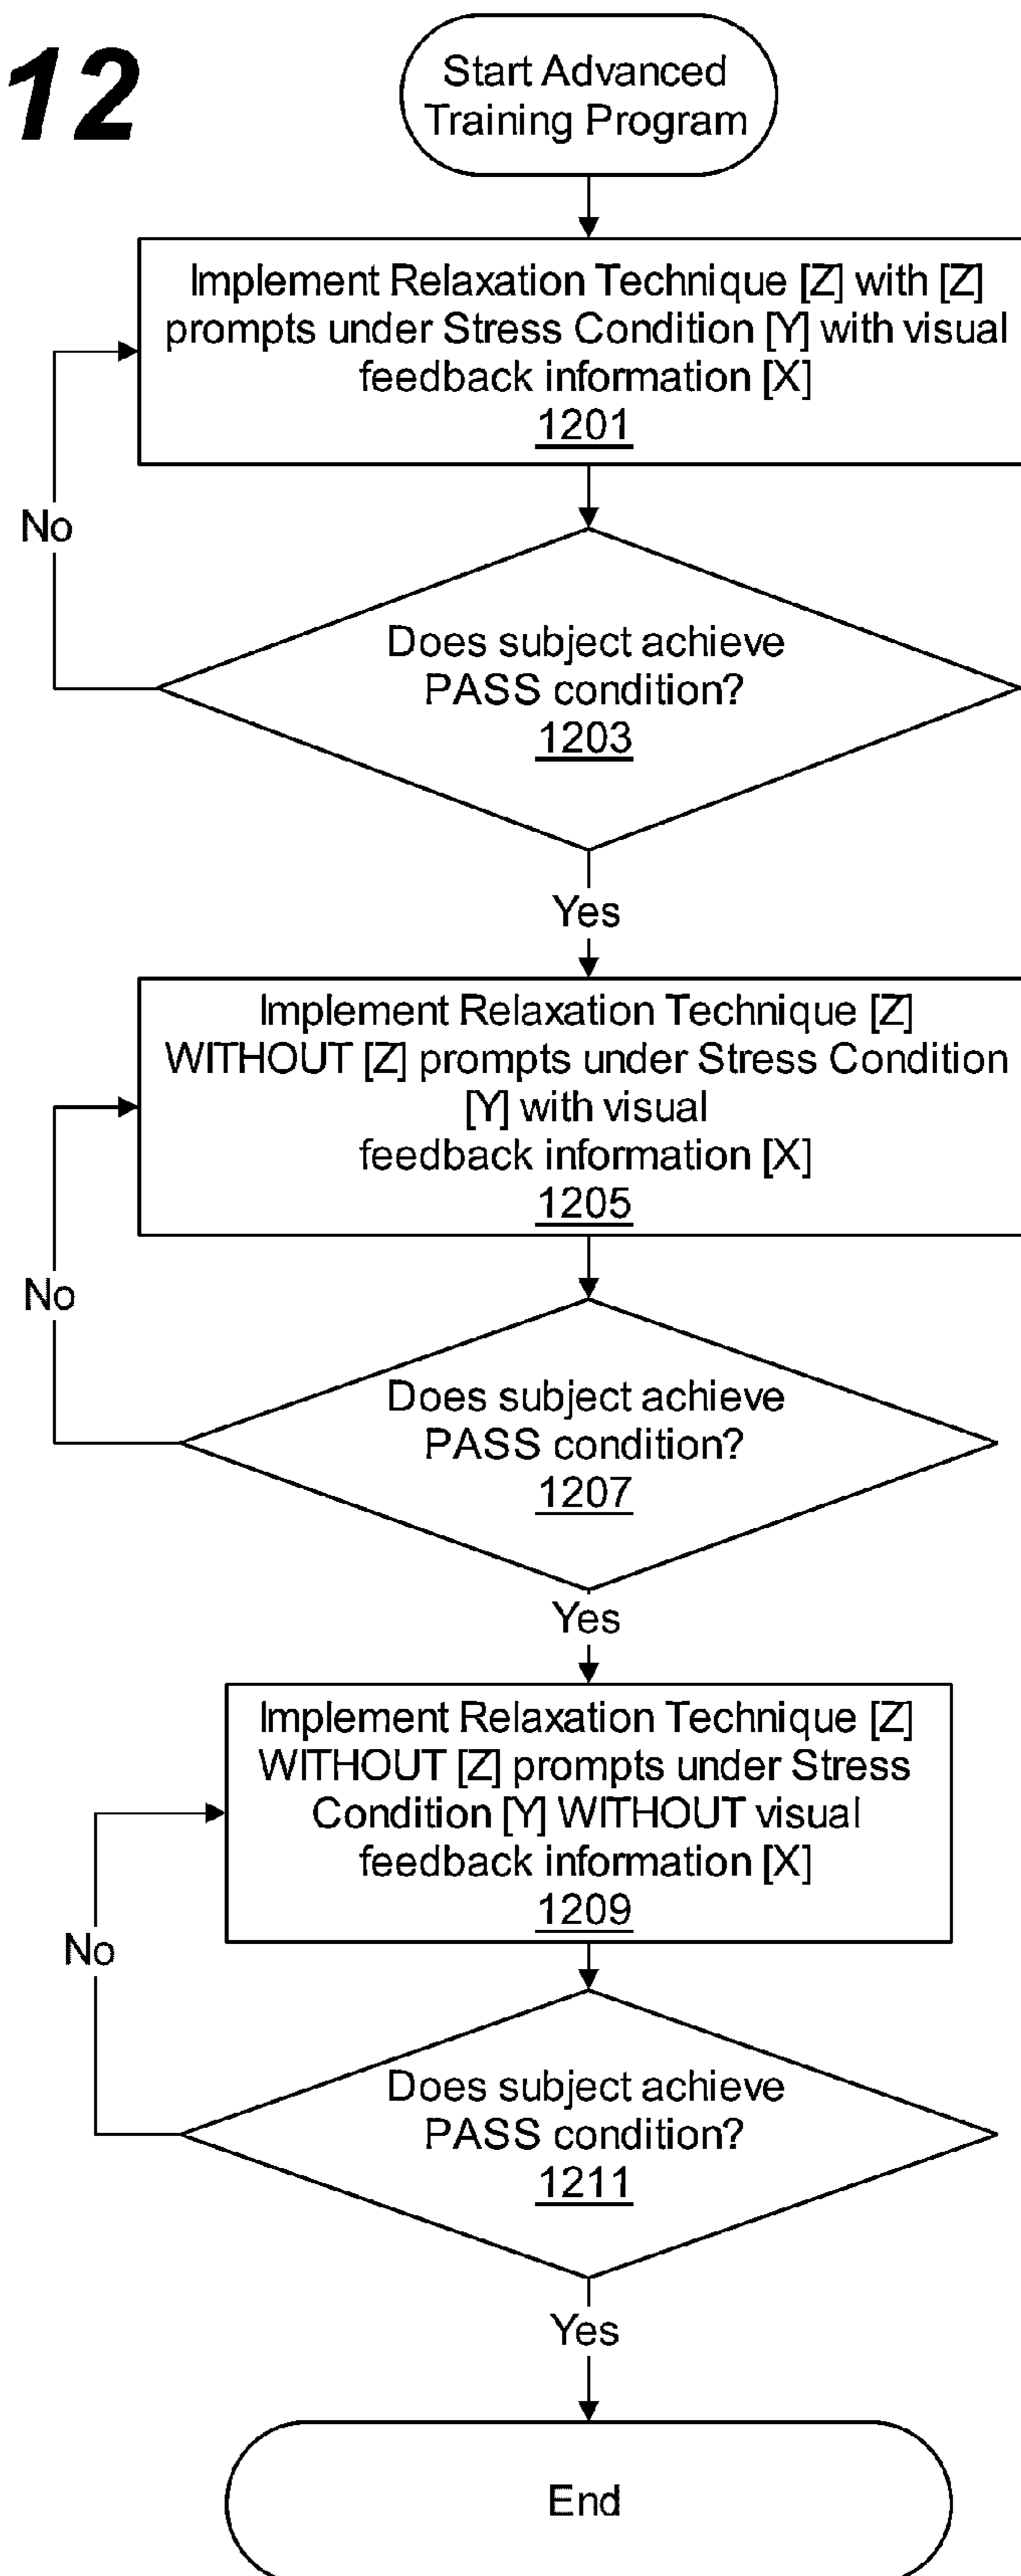 12
Start Advanced
Training Program
Implement Relaxation Technique [Z] with [Z]
prompts under Stress Condition [Y] with visual
feedback information [X]
1201
No
Does subject achieve
PASS condition?
1203
Yes
Implement Relaxation Technique [Z]
WITHOUT [Z] prompts under Stress Condition
[Y] with visual
feedback information [X]
1205
No
Does subject achieve
PASS condition?
1207
Yes
Implement Relaxation Technique [Z]
WITHOUT [Z] prompts under Stress
Condition [Y] WITHOUT visual
feedback information [X]
1209
No
Does subject achieve
PASS condition?
1211
Yes
End